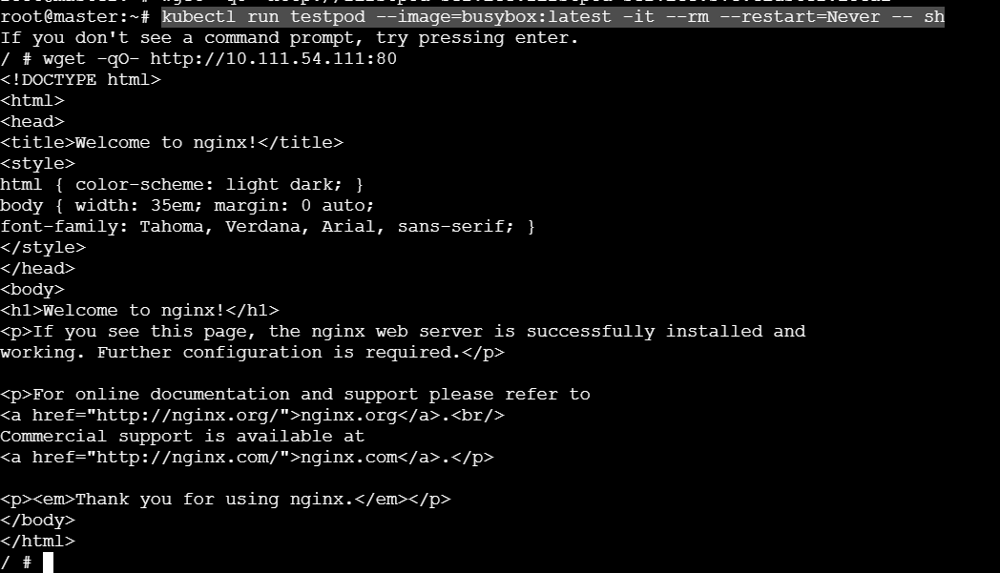 root@master:~# kubectl run testpod --image=busybox:latest -it --rm --restart=Never -- sh
If you don't see a command prompt, try pressing enter.
/ # wget -qO- http://10.111.54.111:80
<!DOCTYPE html>
<html>
<head>
<title>Welcome to nginx!</title>
<style>
html { color-scheme: light dark; }
body { width: 35em; margin: 0 auto;
font-family: Tahoma, Verdana, Arial, sans-serif; }
</style>
</head>
<body>
<h1>Welcome to nginx!</h1>
<p>If you see this page, the nginx web server is successfully installed and
working. Further configuration is required.</p>

<p>For online documentation and support please refer to
<a href="http://nginx.org/">nginx.org</a>.<br/>
Commercial support is available at
<a href="http://nginx.com/">nginx.com</a>.</p>

<p><em>Thank you for using nginx.</em></p>
</body>
</html>
/ #